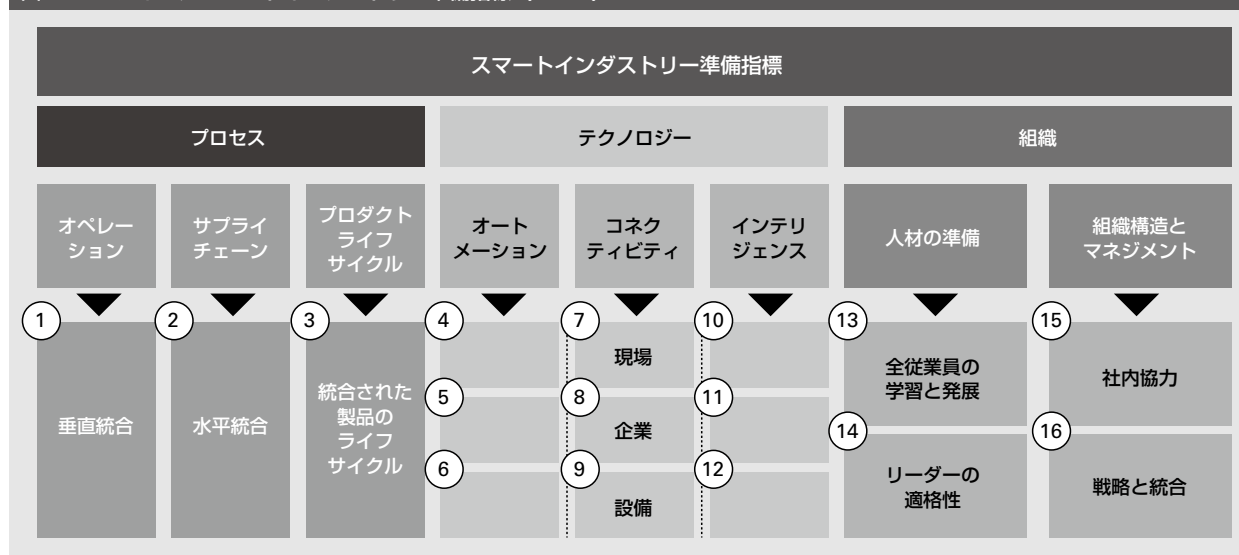 スマートインダストリー準備指標
プロセス
テクノロジー
組織
オペレー
ション
サプライ
チェーン
プロダクト
ライフ
サイクル
オート
メーション
コネク
ティビティ
インテリ
ジェンス
人材の準備
組織構造と
マネジメント
1
垂直統合
2
水平統合
3
統合された
製品の
ライフ
サイクル
4
5
6
7
現場
8
企業
9
設備
10
11
12
13
全従業員の
学習と発展
14
リーダーの
適格性
15
社内協力
16
戦略と統合